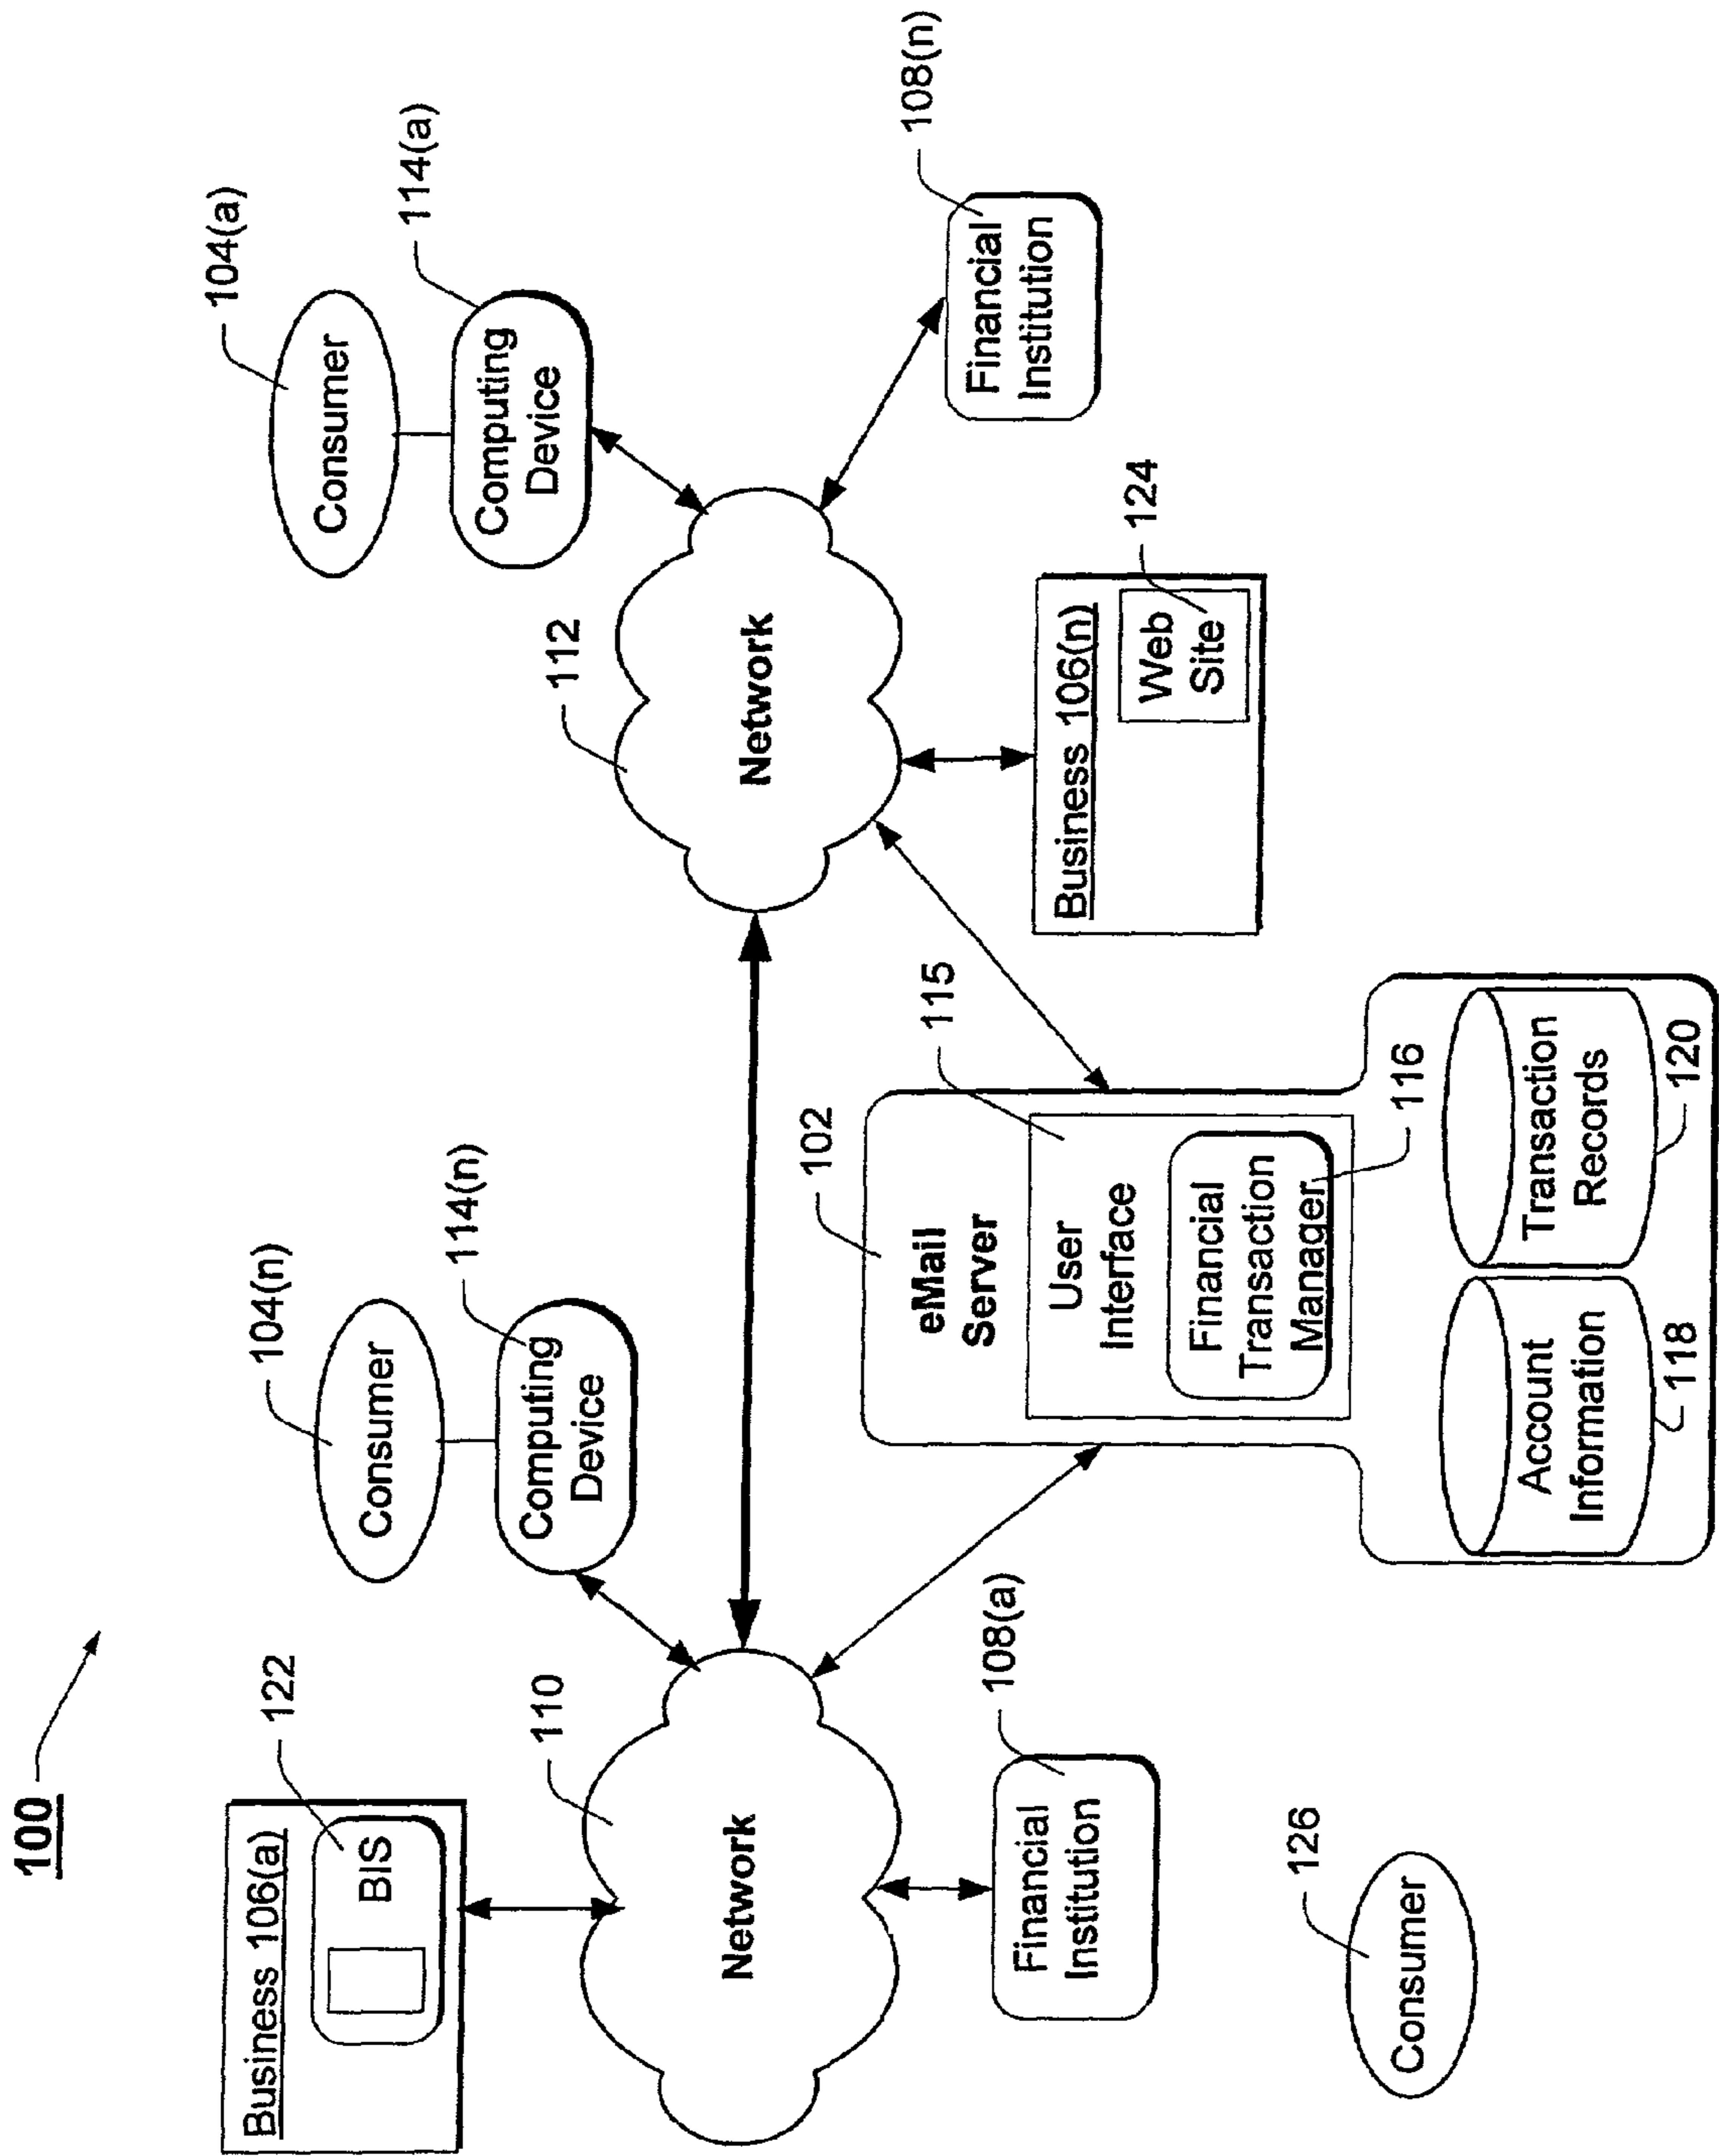 100
Business 106(a)
BIS
122
Consumer
104(n)
Computing
Device
114(n)
Consumer
104(a)
Computing
Device
114(a)
110
Network
112
Network
Financial
Institution
108(a)
102
eMail
Server
115
User
Interface
Financial
Transaction
Manager
116
Account
Information
118
Transaction
Records
120
Business 106(n)
Web
Site
124
Financial
Institution
108(n)
Consumer
126